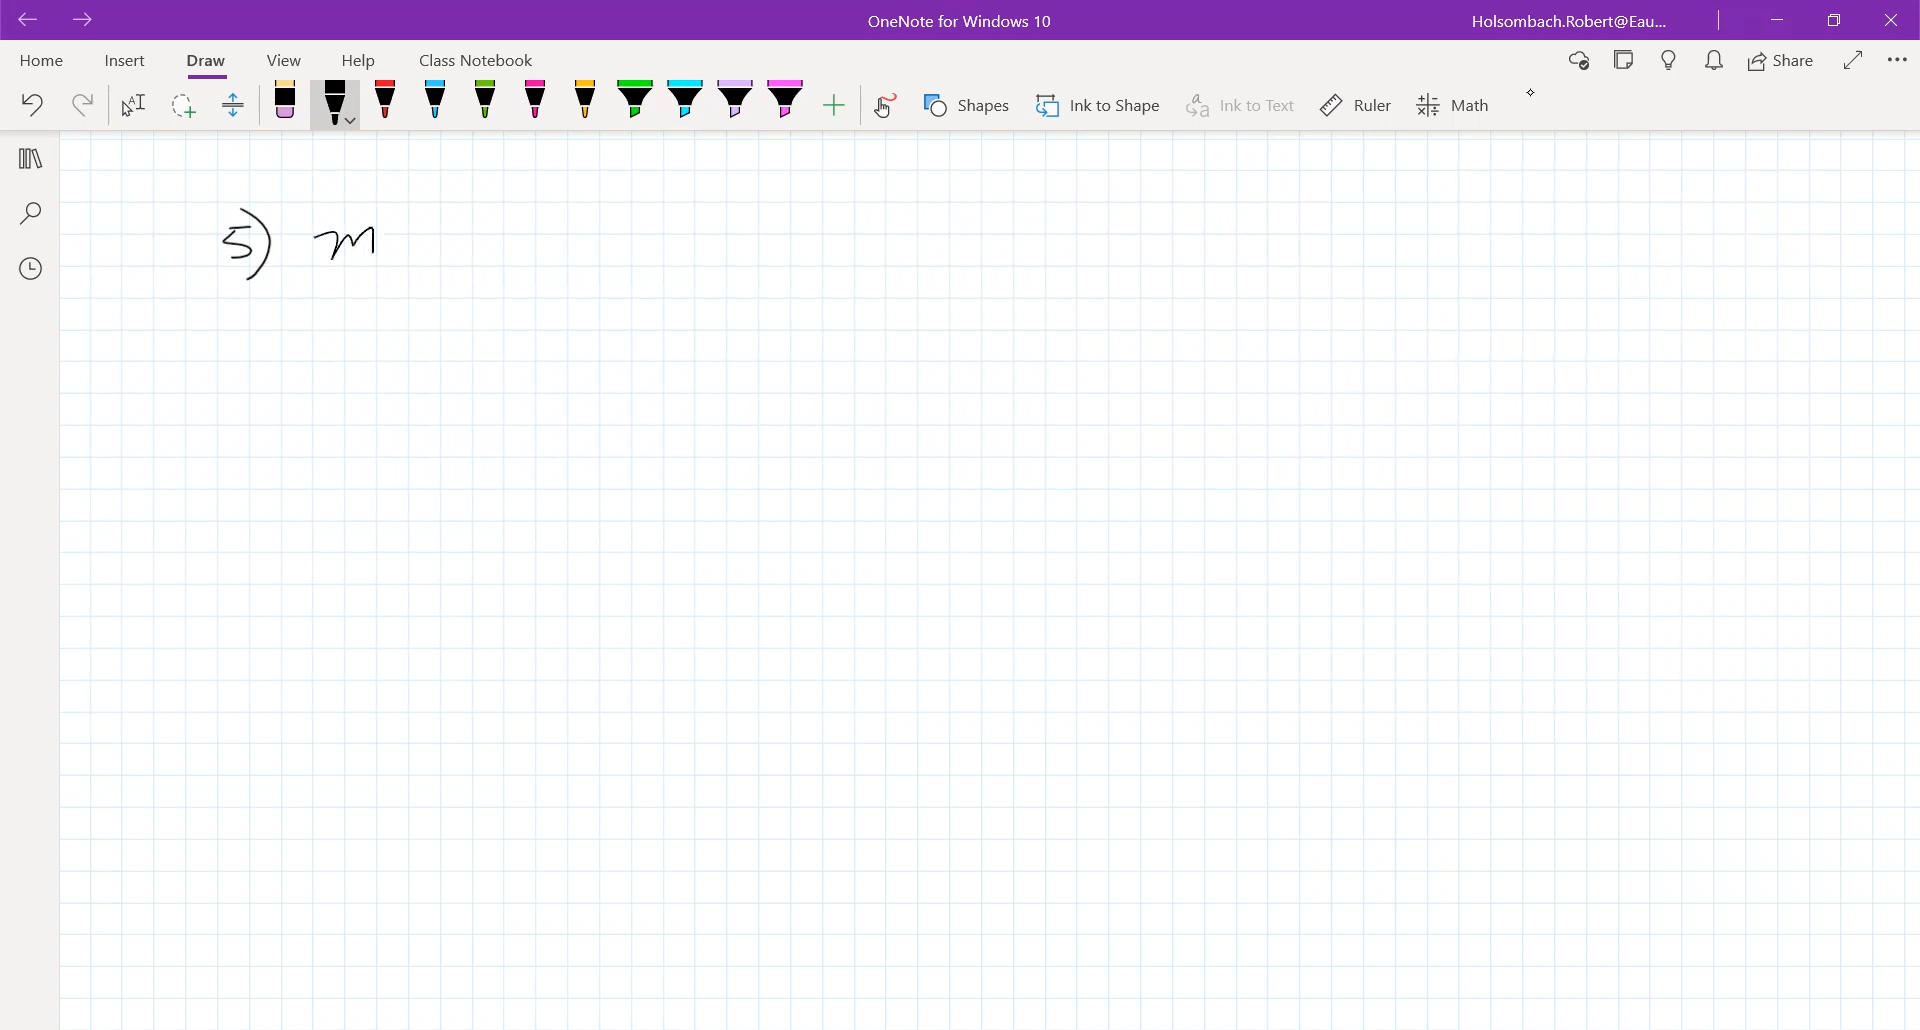 OneNote for Windows 10 Holsombach.Robert@Eau...
Home Insert Draw View Help Class Notebook Share
Shapes Ink to Shape Ink to Text Ruler Math
5) m